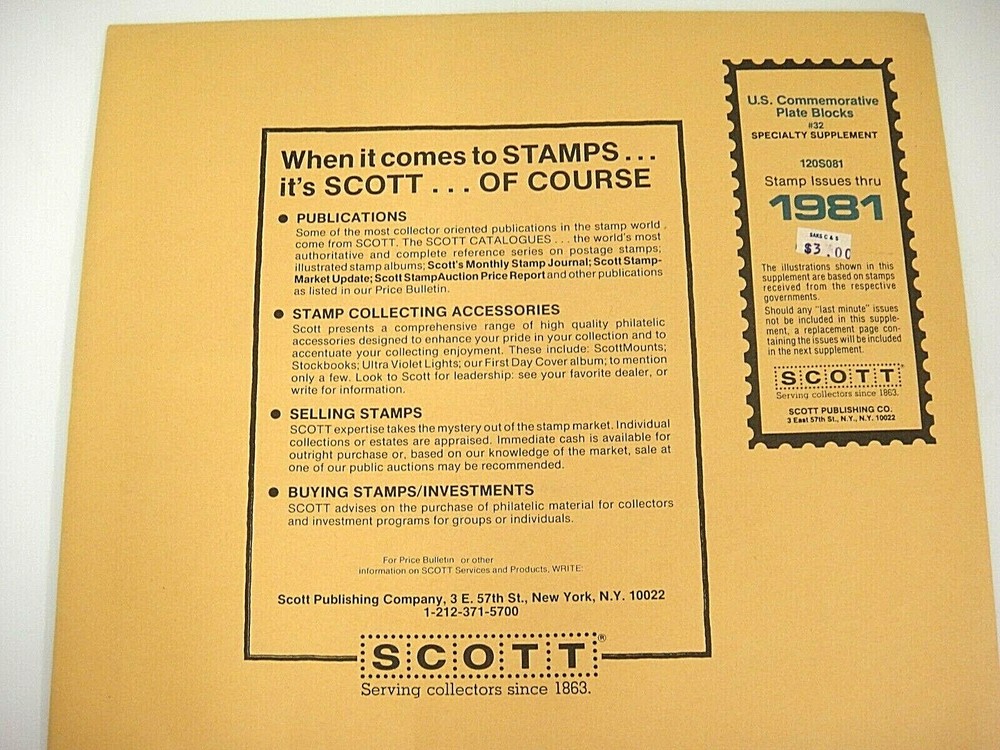 When it comes to STAMPS ...
it's SCOTT ... OF COURSE
● PUBLICATIONS
Some of the most collector oriented publications in the stamp world
come from SCOTT. The SCOTT CATALOGUES ... the world's most
authoritative and complete reference series on postage stamps;
illustrated stamp albums; Scott's Monthly Stamp Journal; Scott Stamp-
Market Update; Scott StampAuction Price Report and other publications
as listed in our Price Bulletin.
● STAMP COLLECTING ACCESSORIES
Scott presents a comprehensive range of high quality philatelic
accessories designed to enhance your pride in your collection and to
accentuate your collecting enjoyment. These include: ScottMounts;
Stockbooks; Ultra Violet Lights; our First Day Cover album; to mention
only a few. Look to Scott for leadership: see your favorite dealer, or
write for information.
● SELLING STAMPS
SCOTT expertise takes the mystery out of the stamp market. Individual
collections or estates are appraised. Immediate cash is available for
outright purchase or, based on our knowledge of the market, sale at
one of our public auctions may be recommended.
● BUYING STAMPS/INVESTMENTS
SCOTT advises on the purchase of philatelic material for collectors
and investment programs for groups or individuals.
For Price Bulletin or other
information on SCOTT Services and Products, WRITE:
Scott Publishing Company, 3 E. 57th St., New York, N.Y. 10022
1-212-371-5700
SCOTT®
Serving collectors since 1863.
U.S. Commemorative
Plate Blocks
#32
SPECIALTY SUPPLEMENT
120S081
Stamp Issues thru
1981
SAKS C & S
$3.00
The illustrations shown in this
supplement are based on stamps
received from the respective
governments.
Should any "last minute" issues
not be included in this supple-
ment, a replacement page con-
taining the issues will be included
in the next supplement.
SCOTT®
Serving collectors since 1863.
SCOTT PUBLISHING CO.
3 East 57th St., N.Y., N.Y. 10022